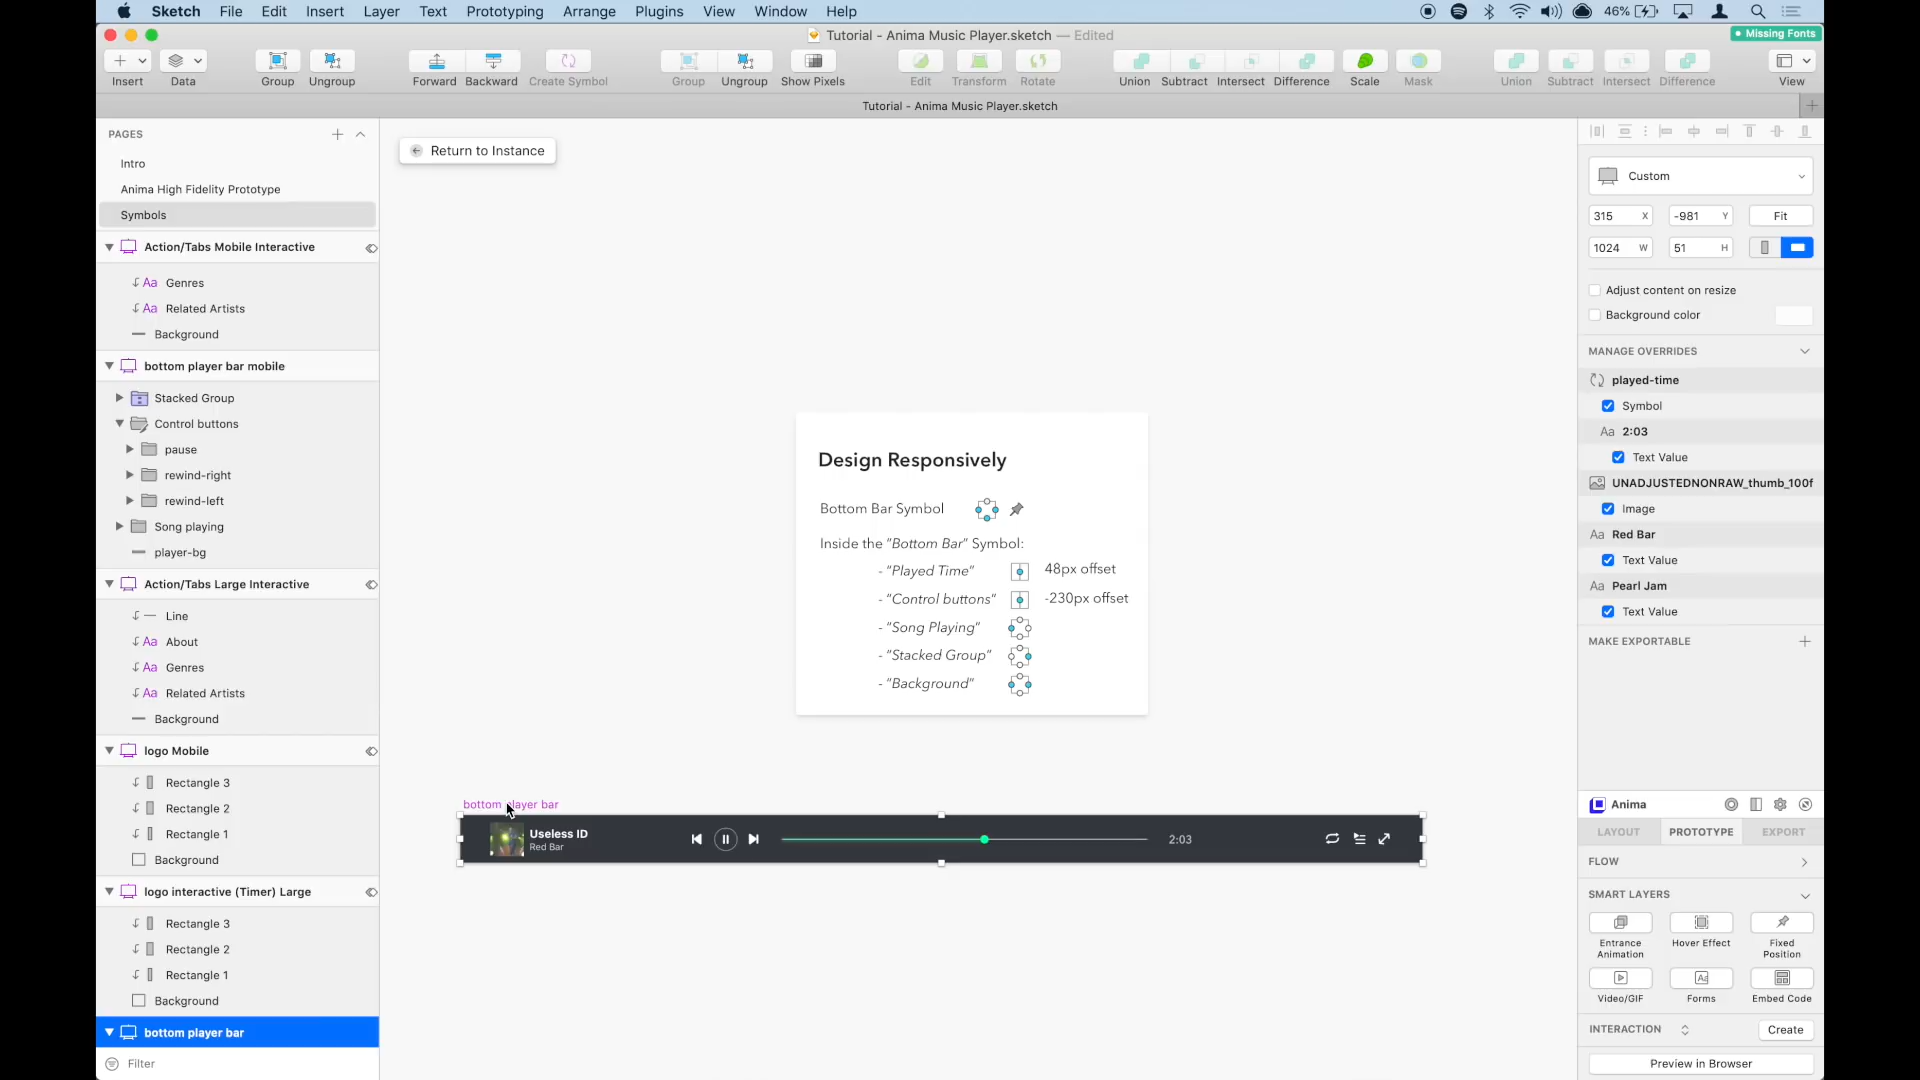 Sketch File Edit Insert Layer Text Prototyping Arrange Plugins View Window Help 46%
Tutorial - Anima Music Player.sketch — Edited
Missing Fonts
Insert Data Group Ungroup Forward Backward Create Symbol Group Ungroup Show Pixels Edit Transform Rotate Union Subtract Intersect Difference Scale Mask Union Subtract Intersect Difference View
Tutorial - Anima Music Player.sketch
PAGES
Intro
Anima High Fidelity Prototype
Symbols
Action/Tabs Mobile Interactive
Aa Genres
Aa Related Artists
Background
bottom player bar mobile
Stacked Group
Control buttons
pause
rewind-right
rewind-left
Song playing
player-bg
Action/Tabs Large Interactive
Line
Aa About
Aa Genres
Aa Related Artists
Background
logo Mobile
Rectangle 3
Rectangle 2
Rectangle 1
Background
logo interactive (Timer) Large
Rectangle 3
Rectangle 2
Rectangle 1
Background
bottom player bar
Filter
Return to Instance
Design Responsively
Bottom Bar Symbol
Inside the "Bottom Bar" Symbol:
- "Played Time" 48px offset
- "Control buttons" -230px offset
- "Song Playing"
- "Stacked Group"
- "Background"
bottom player bar
Useless ID
Red Bar
2:03
Custom
315 X -981 Y Fit
1024 W 51 H
Adjust content on resize
Background color
MANAGE OVERRIDES
played-time
Symbol
Aa 2:03
Text Value
UNADJUSTEDNONRAW_thumb_100f
Image
Aa Red Bar
Text Value
Aa Pearl Jam
Text Value
MAKE EXPORTABLE
Anima
LAYOUT PROTOTYPE EXPORT
FLOW
SMART LAYERS
Entrance Animation
Hover Effect
Fixed Position
Video/GIF
Aa
Forms
Embed Code
INTERACTION Create
Preview in Browser